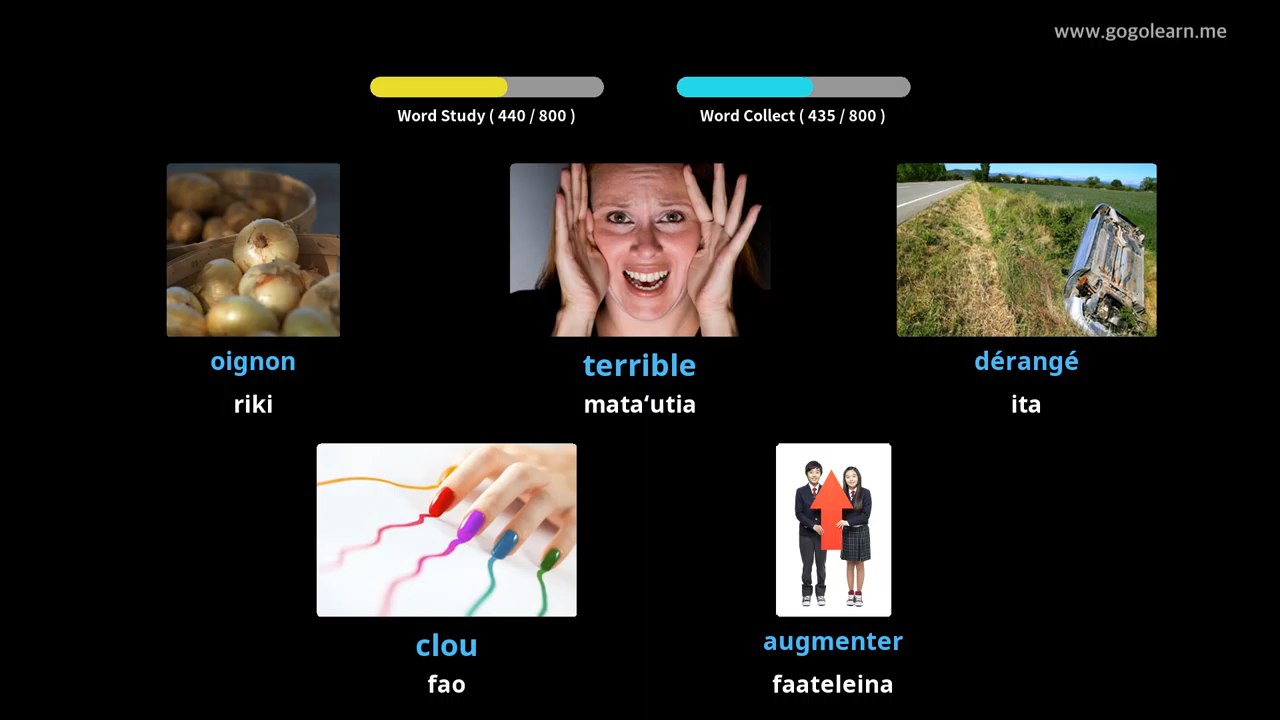 www.gogolearn.me
Word Study ( 440 / 800 )
Word Collect ( 435 / 800 )
oignon
terrible
dérangé
riki
mataʻutia
ita
clou
augmenter
fao
faateleina